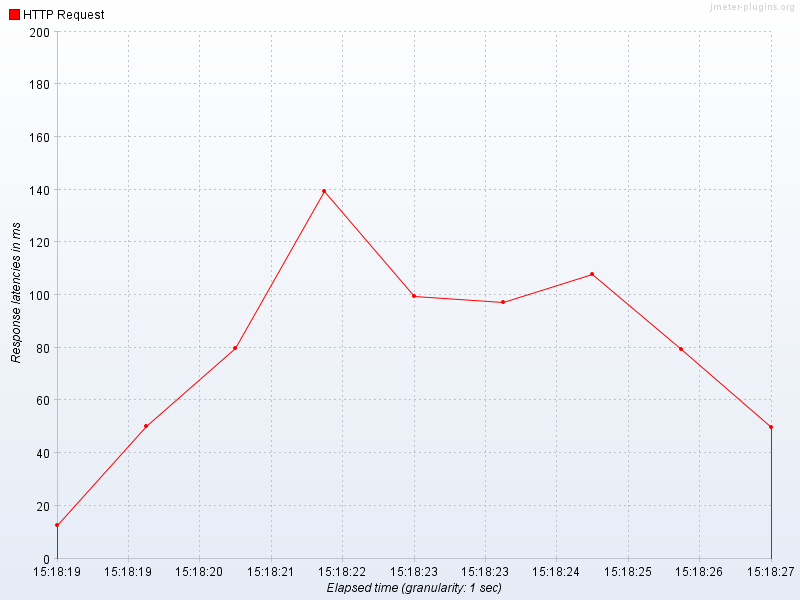 jmeter-plugins.org
HTTP Request
200
180
160
140
120
100
80
60
40
20
0
Response latencies in ms
15:18:19 15:18:19 15:18:20 15:18:21 15:18:22 15:18:23 15:18:23 15:18:24 15:18:25 15:18:26 15:18:27
Elapsed time (granularity: 1 sec)